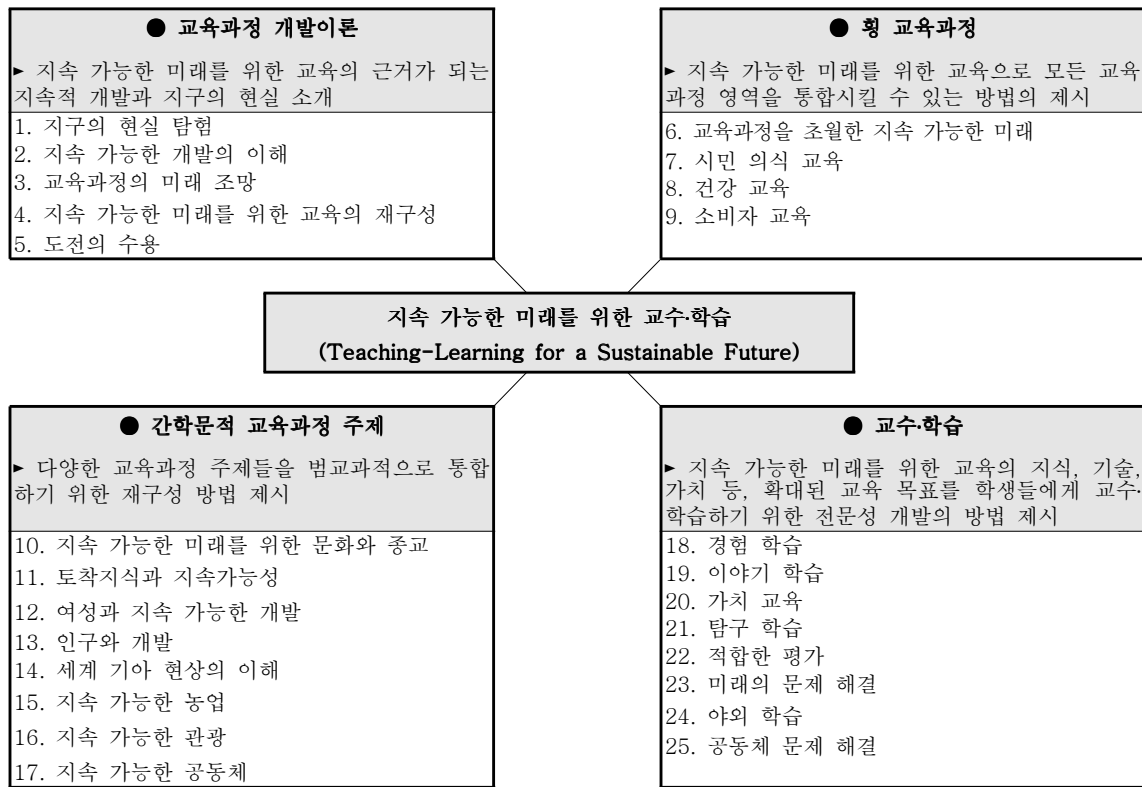 ● 교육과정 개발이론
► 지속 가능한 미래를 위한 교육의 근거가 되는
지속적 개발과 지구의 현실 소개
1. 지구의 현실 탐험
2. 지속 가능한 개발의 이해
3. 교육과정의 미래 조망
4. 지속 가능한 미래를 위한 교육의 재구성
5. 도전의 수용
● 횡 교육과정
► 지속 가능한 미래를 위한 교육으로 모든 교육
과정 영역을 통합시킬 수 있는 방법의 제시
6. 교육과정을 초월한 지속 가능한 미래
7. 시민 의식 교육
8. 건강 교육
9. 소비자 교육
지속 가능한 미래를 위한 교수·학습
(Teaching-Learning for a Sustainable Future)
● 간학문적 교육과정 주제
► 다양한 교육과정 주제들을 범교과적으로 통합
하기 위한 재구성 방법 제시
10. 지속 가능한 미래를 위한 문화와 종교
11. 토착지식과 지속가능성
12. 여성과 지속 가능한 개발
13. 인구와 개발
14. 세계 기아 현상의 이해
15. 지속 가능한 농업
16. 지속 가능한 관광
17. 지속 가능한 공동체
● 교수·학습
► 지속 가능한 미래를 위한 교육의 지식, 기술,
가치 등, 확대된 교육 목표를 학생들에게 교수·
학습하기 위한 전문성 개발의 방법 제시
18. 경험 학습
19. 이야기 학습
20. 가치 교육
21. 탐구 학습
22. 적합한 평가
23. 미래의 문제 해결
24. 야외 학습
25. 공동체 문제 해결